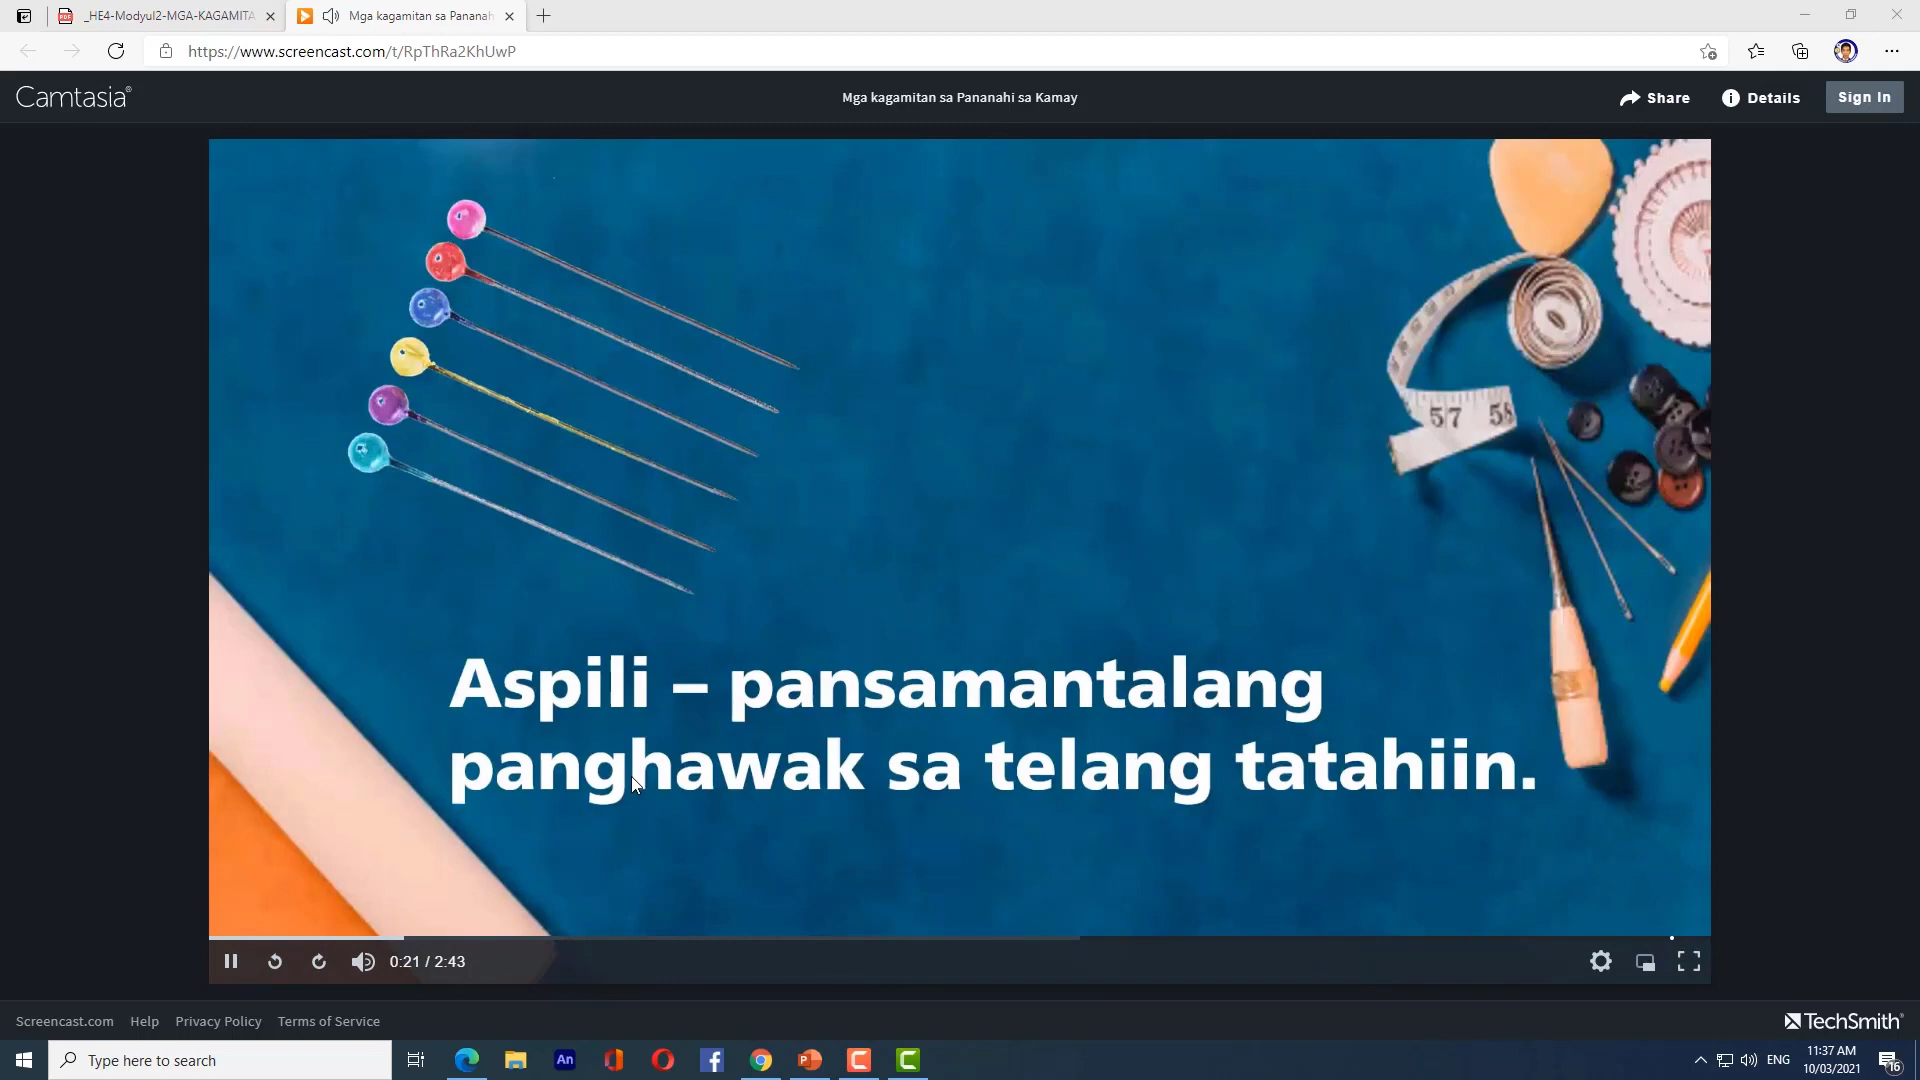 _HE4-Modyul2-MGA-KAGAMITA
Mga kagamitan sa Pananah
https://www.screencast.com/t/RpThRa2KhUwP
Camtasia®
Mga kagamitan sa Pananahi sa Kamay
Share
Details
Sign In
57 58
Aspili – pansamantalang
panghawak sa telang tatahiin.
0:21 / 2:43
Screencast.com
Help
Privacy Policy
Terms of Service
TechSmith
Type here to search
An
ENG
11:37 AM
10/03/2021
16